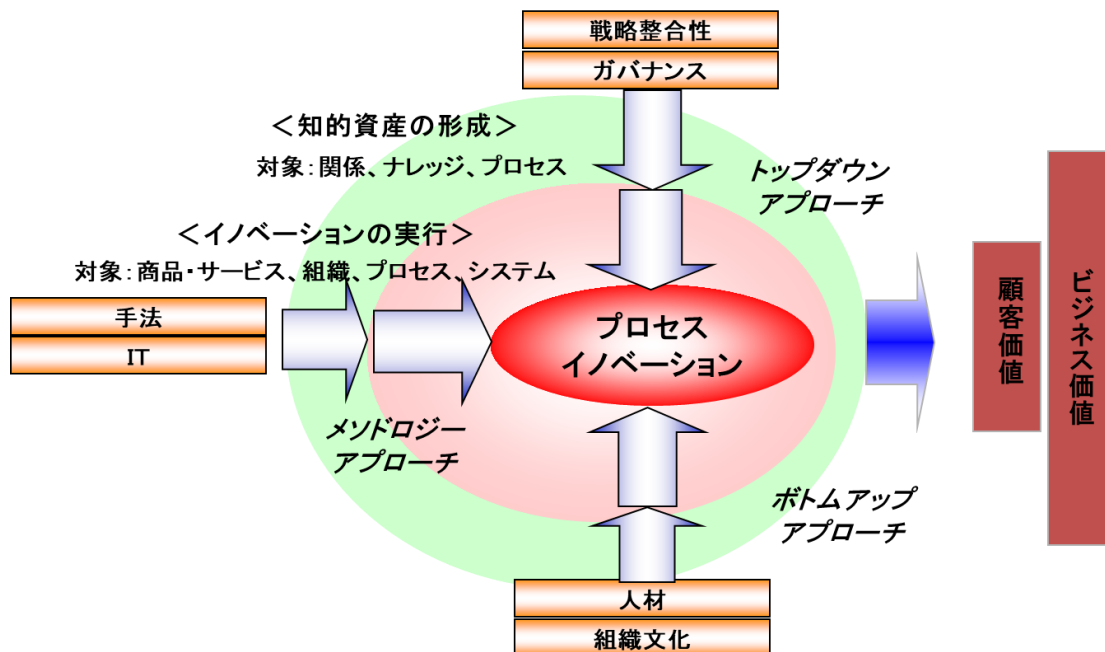 戦略整合性
ガバナンス
＜知的資産の形成＞
対象：関係、ナレッジ、プロセス
トップダウン
アプローチ
＜イノベーションの実行＞
対象：商品・サービス、組織、プロセス、システム
手法
IT
プロセス
イノベーション
顧客価値
ビジネス価値
メソドロジー
アプローチ
ボトムアップ
アプローチ
人材
組織文化